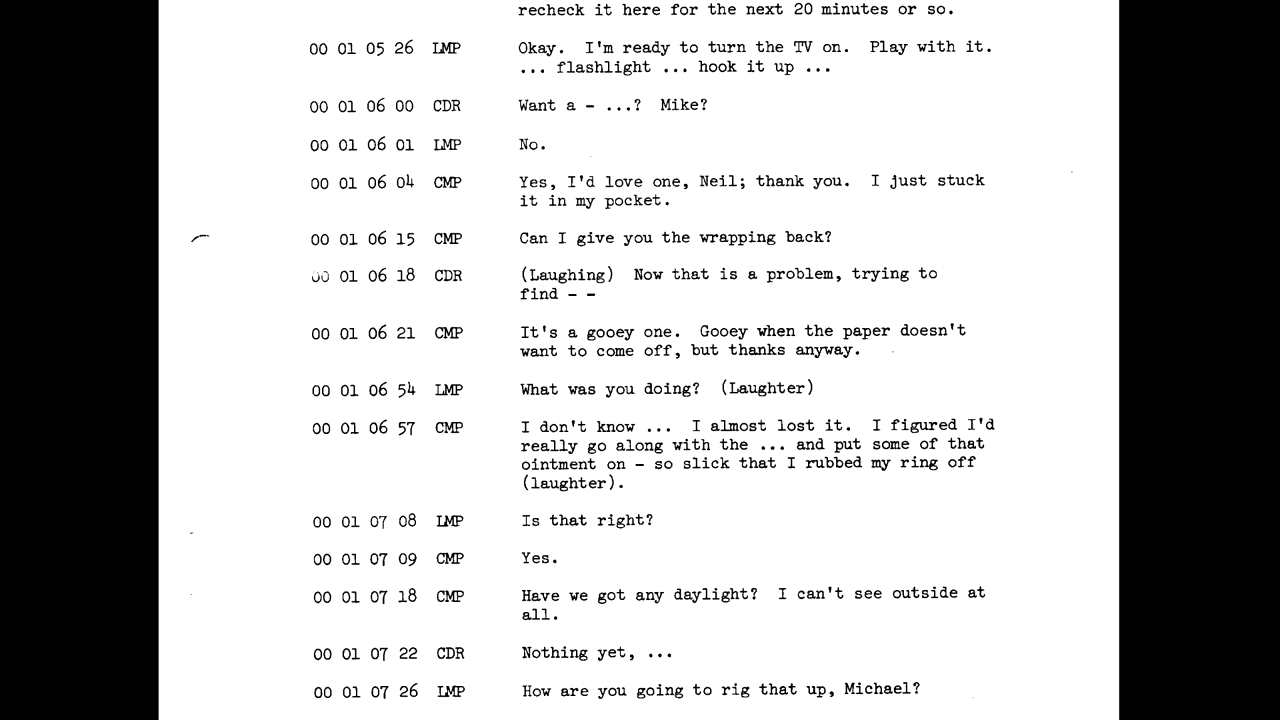 recheck it here for the next 20 minutes or so.
00 01 05 26 LMP Okay. I'm ready to turn the TV on. Play with it.
... flashlight ... hook it up ...
00 01 06 00 CDR Want a - ...? Mike?
00 01 06 01 LMP No.
00 01 06 04 CMP Yes, I'd love one, Neil; thank you. I just stuck
it in my pocket.
00 01 06 15 CMP Can I give you the wrapping back?
00 01 06 18 CDR (Laughing) Now that is a problem, trying to
find - -
00 01 06 21 CMP It's a gooey one. Gooey when the paper doesn't
want to come off, but thanks anyway.
00 01 06 54 LMP What was you doing? (Laughter)
00 01 06 57 CMP I don't know ... I almost lost it. I figured I'd
really go along with the ... and put some of that
ointment on - so slick that I rubbed my ring off
(laughter).
00 01 07 08 LMP Is that right?
00 01 07 09 CMP Yes.
00 01 07 18 CMP Have we got any daylight? I can't see outside at
all.
00 01 07 22 CDR Nothing yet, ...
00 01 07 26 LMP How are you going to rig that up, Michael?